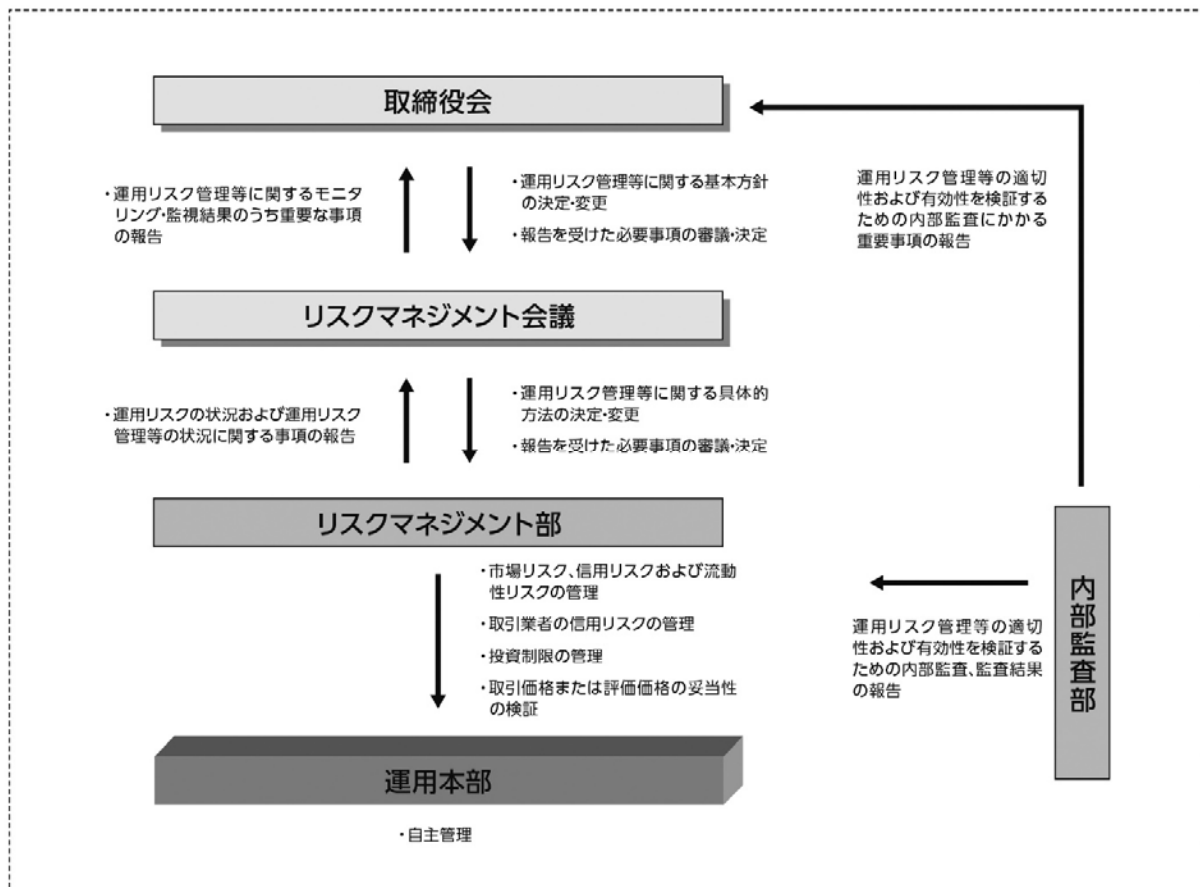 取締役会
・運用リスク管理等に関するモニタ
リング・監視結果のうち重要な事項
の報告
・運用リスク管理等に関する基本方針
の決定・変更
・報告を受けた必要事項の審議・決定
運用リスク管理等の適切
性および有効性を検証する
ための内部監査にかかる
重要事項の報告
リスクマネジメント会議
・運用リスクの状況および運用リスク
管理等の状況に関する事項の報告
・運用リスク管理等に関する具体的
方法の決定・変更
・報告を受けた必要事項の審議・決定
リスクマネジメント部
・市場リスク、信用リスクおよび流動
性リスクの管理
・取引業者の信用リスクの管理
・投資制限の管理
・取引価格または評価価格の妥当性
の検証
運用リスク管理等の適切
性および有効性を検証する
ための内部監査、監査結果
の報告
内部監査部
運用本部
・自主管理